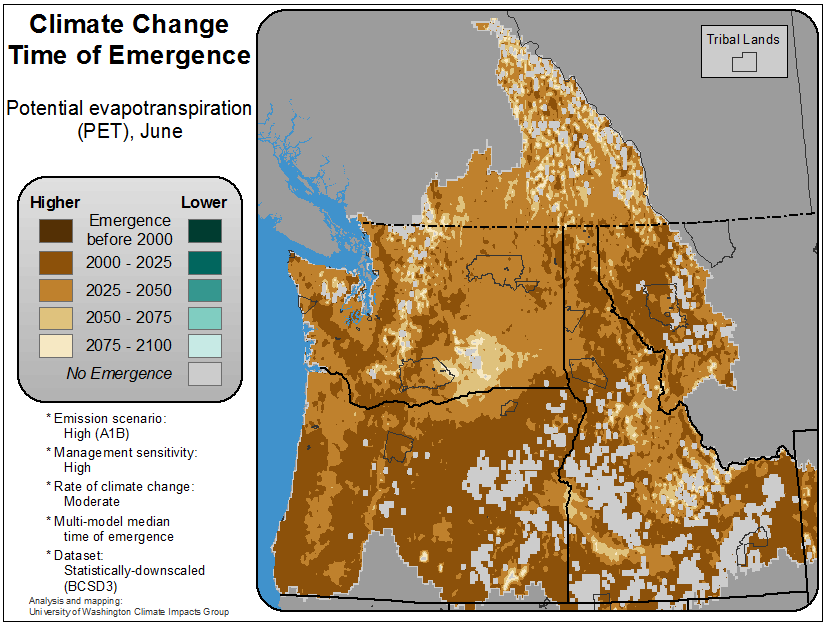 Climate Change
Time of Emergence
Potential evapotranspiration
(PET), June
Higher
Lower
Emergence
before 2000
2000 - 2025
2025 - 2050
2050 - 2075
2075 - 2100
No Emergence
* Emission scenario:
High (A1B)
* Management sensitivity:
High
* Rate of climate change:
Moderate
* Multi-model median
time of emergence
* Dataset:
Statistically-downscaled
(BCSD3)
Analysis and mapping:
University of Washington Climate Impacts Group
Tribal Lands